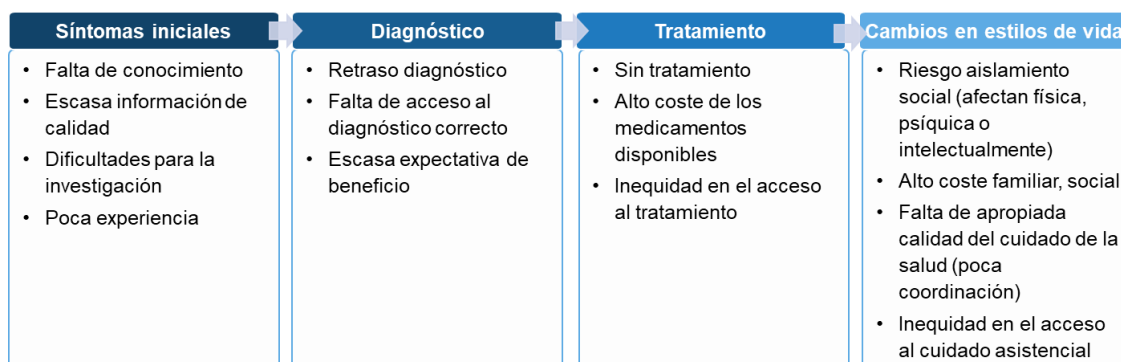 Síntomas iniciales
• Falta de conocimiento
• Escasa información de
calidad
• Dificultades para la
investigación
• Poca experiencia
Diagnóstico
• Retraso diagnóstico
• Falta de acceso al
diagnóstico correcto
• Escasa expectativa de
beneficio
Tratamiento
• Sin tratamiento
• Alto coste de los
medicamentos
disponibles
• Inequidad en el acceso
al tratamiento
Cambios en estilos de vida
• Riesgo aislamiento
social (afectan física,
psíquica o
intelectualmente)
• Alto coste familiar, social
• Falta de apropiada
calidad del cuidado de la
salud (poca
coordinación)
• Inequidad en el acceso
al cuidado asistencial